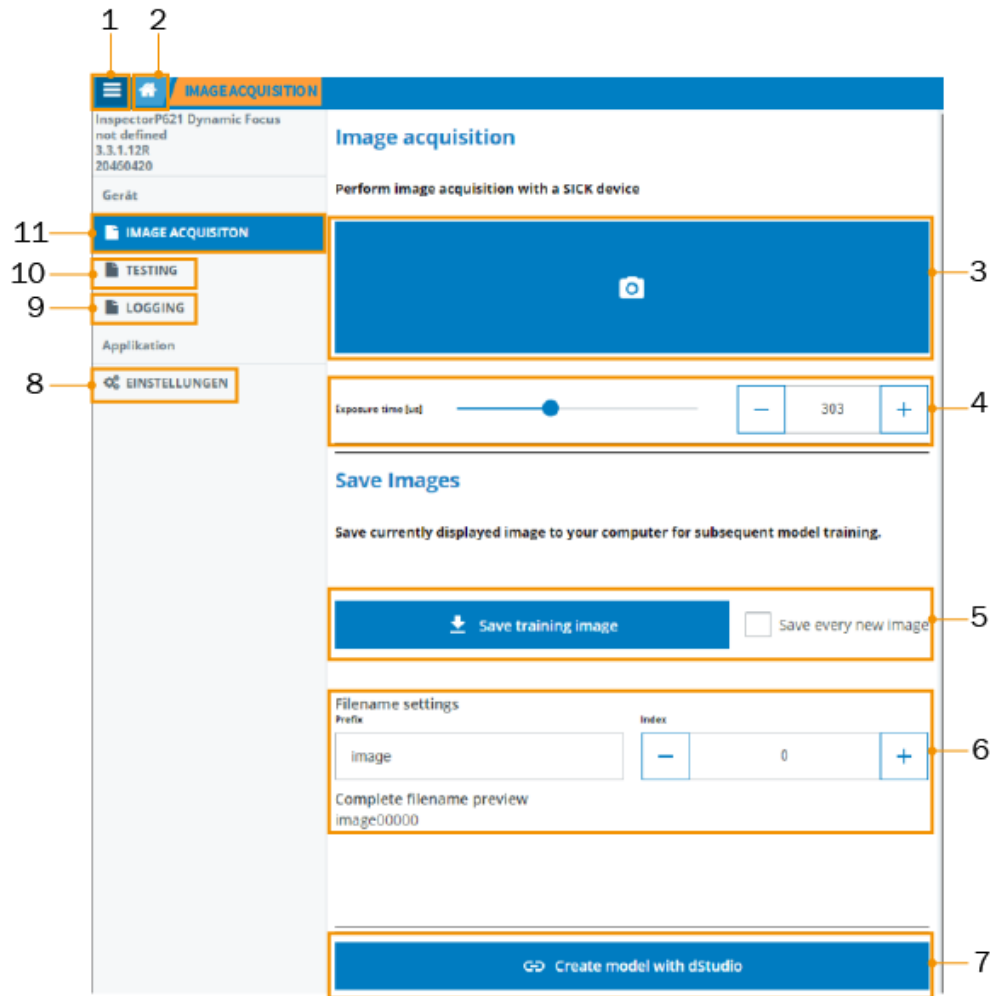 1 2
IMAGE ACQUISITION
InspectorP621 Dynamic Focus
not defined
3.3.1.12R
20460420
Gerät
11 IMAGE ACQUISITON
10 TESTING
9 LOGGING
Applikation
8 EINSTELLUNGEN
Image acquisition
Perform image acquisition with a SICK device
3
Exposure time [us] − 303 + 4
Save Images
Save currently displayed image to your computer for subsequent model training.
Save training image Save every new image 5
Filename settings
Prefix Index
image − 0 + 6
Complete filename preview
image00000
Create model with dStudio 7